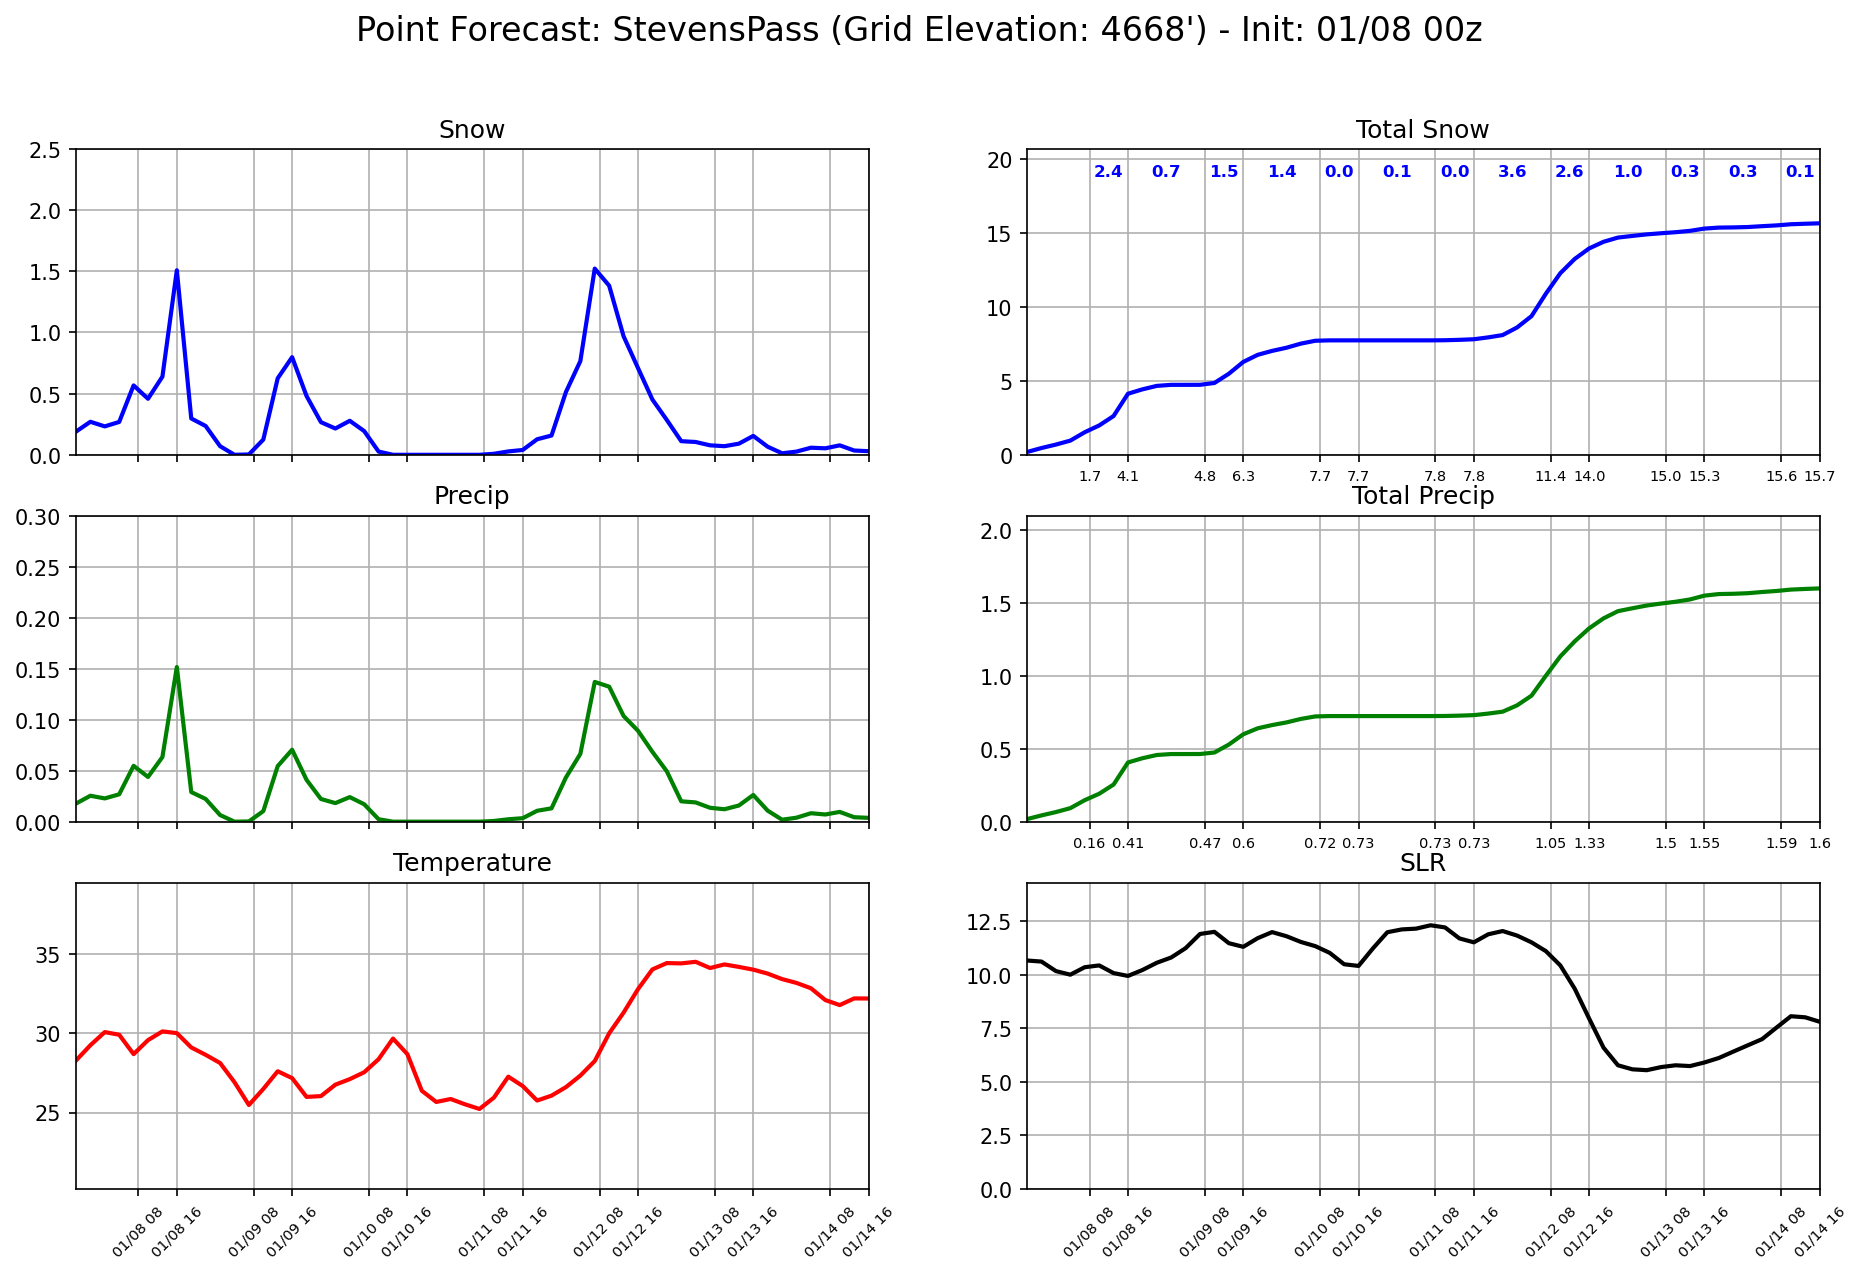 Point Forecast: StevensPass (Grid Elevation: 4668') - Init: 01/08 00z
Snow
2.5
2.0
1.5
1.0
0.5
0.0
Total Snow
20
15
10
5
0
2.4 0.7 1.5 1.4 0.0 0.1 0.0 3.6 2.6 1.0 0.3 0.3 0.1
1.7 4.1 4.8 6.3 7.7 7.7 7.8 7.8 11.4 14.0 15.0 15.3 15.6 15.7
Precip
0.30
0.25
0.20
0.15
0.10
0.05
0.00
Total Precip
2.0
1.5
1.0
0.5
0.0
0.16 0.41 0.47 0.6 0.72 0.73 0.73 0.73 1.05 1.33 1.5 1.55 1.59 1.6
Temperature
35
30
25
01/08 08 01/08 16 01/09 08 01/09 16 01/10 08 01/10 16 01/11 08 01/11 16 01/12 08 01/12 16 01/13 08 01/13 16 01/14 08 01/14 16
SLR
12.5
10.0
7.5
5.0
2.5
0.0
01/08 08 01/08 16 01/09 08 01/09 16 01/10 08 01/10 16 01/11 08 01/11 16 01/12 08 01/12 16 01/13 08 01/13 16 01/14 08 01/14 16